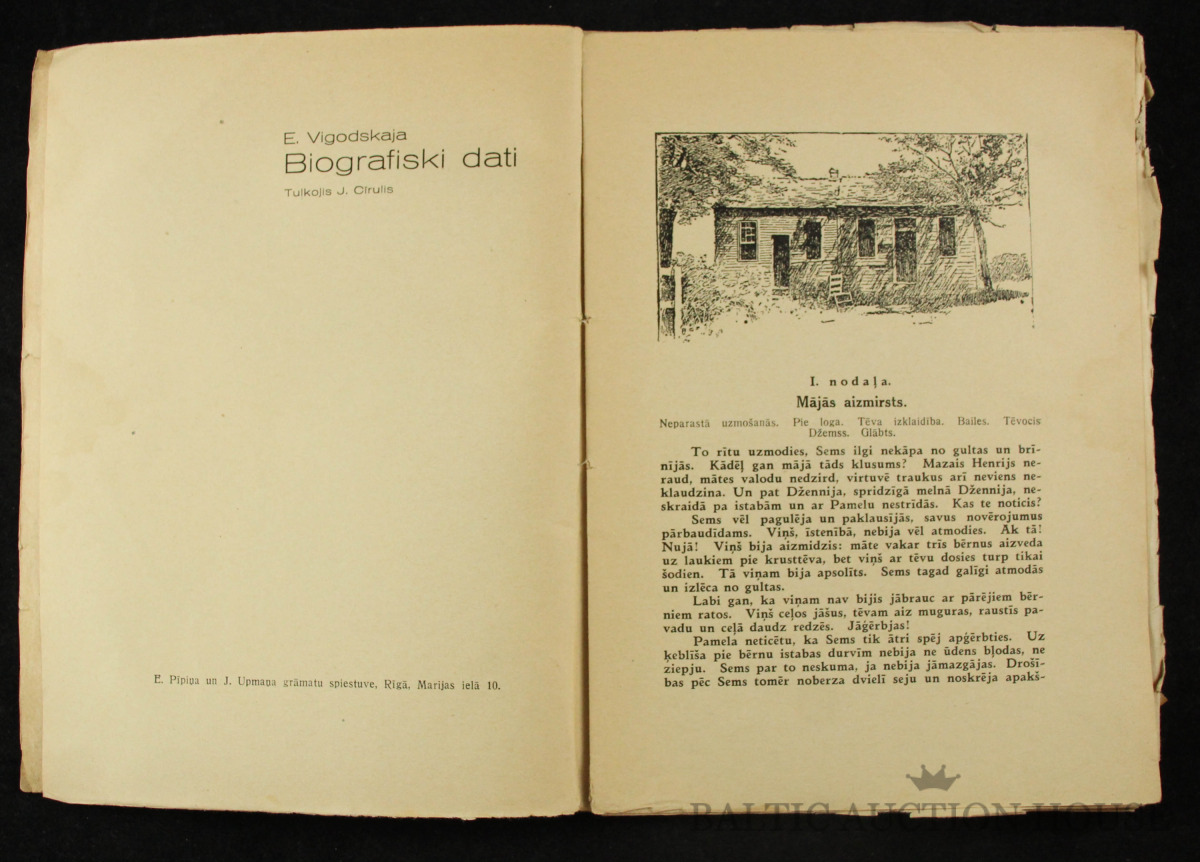 E. Vigodskaja
Biografiski dati
Tulkojis J. Cīrulis
E. Pīpiņa un J. Upmaņa grāmatu spiestuve, Rīgā, Marijas ielā 10.
I. nodaļa.
Mājās aizmirsts.
Neparastā uzmošanās. Pie loga. Tēva izklaidība. Bailes. Tēvocis
Džemss. Glābts.
To rītu uzmodies, Sems ilgi nekāpa no gultas un brī-
nījās. Kādēļ gan mājā tāds klusums? Mazais Henrijs ne-
raud, mātes valodu nedzird, virtuvē traukus arī neviens ne-
klaudzina. Un pat Džennija, spridzīgā melnā Džennija, ne-
skraidā pa istabām un ar Pamelu nestrīdās. Kas te noticis?
Sems vēl pagulēja un paklausījās, savus novērojumus
pārbaudīdams. Viņš, īstenībā, nebija vēl atmodies. Ak tā!
Nujā! Viņš bija aizmidzis: māte vakar trīs bērnus aizveda
uz laukiem pie krusttēva, bet viņš ar tēvu dosies turp tikai
šodien. Tā viņam bija apsolīts. Sems tagad galīgi atmodās
un izlēca no gultas.
Labi gan, ka viņam nav bijis jābrauc ar pārējiem bēr-
niem ratos. Viņš ceļos jāšus, tēvam aiz muguras, raustīs pa-
vadu un ceļā daudz redzēs. Jāģērbjas!
Pamela neticētu, ka Sems tik ātri spēj apģērbties. Uz
ķeblīša pie bērnu istabas durvīm nebija ne ūdens bļodas, ne
ziepju. Sems par to neskuma, ja nebija jāmazgājas. Drošī-
bas pēc Sems tomēr noberza dvielī seju un noskrēja apakš-
BALTIC AUCTION HOUSE